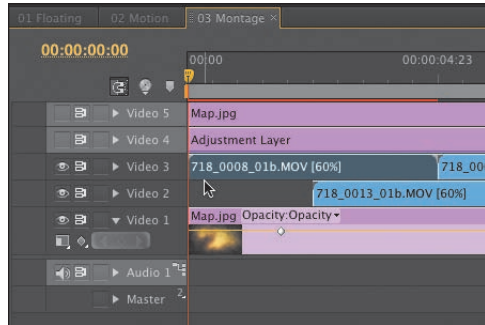 01 Floating
02 Motion
03 Montage ×
00:00:00:00
00:00
00:00:04:23
Video 5
Map.jpg
Video 4
Adjustment Layer
Video 3
718_0008_01b.MOV [60%]
718_00
Video 2
718_0013_01b.MOV [60%]
Video 1
Map.jpg Opacity:Opacity
Audio 1
Master
2